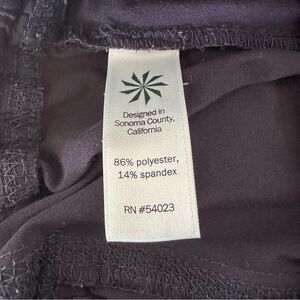 Designed in
Sonoma County,
California
86% polyester,
14% spandex
RN #54023